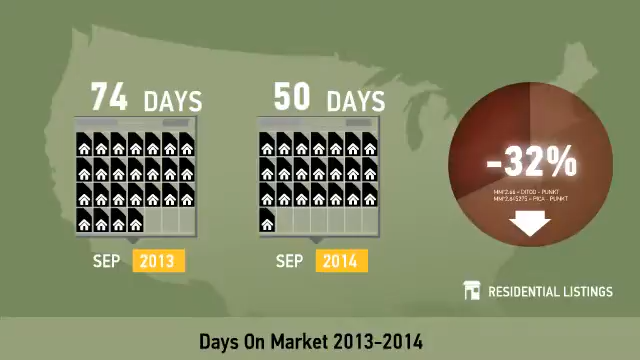 74 DAYS
50 DAYS
-32%
SEP 2013
SEP 2014
RESIDENTIAL LISTINGS
Days On Market 2013-2014